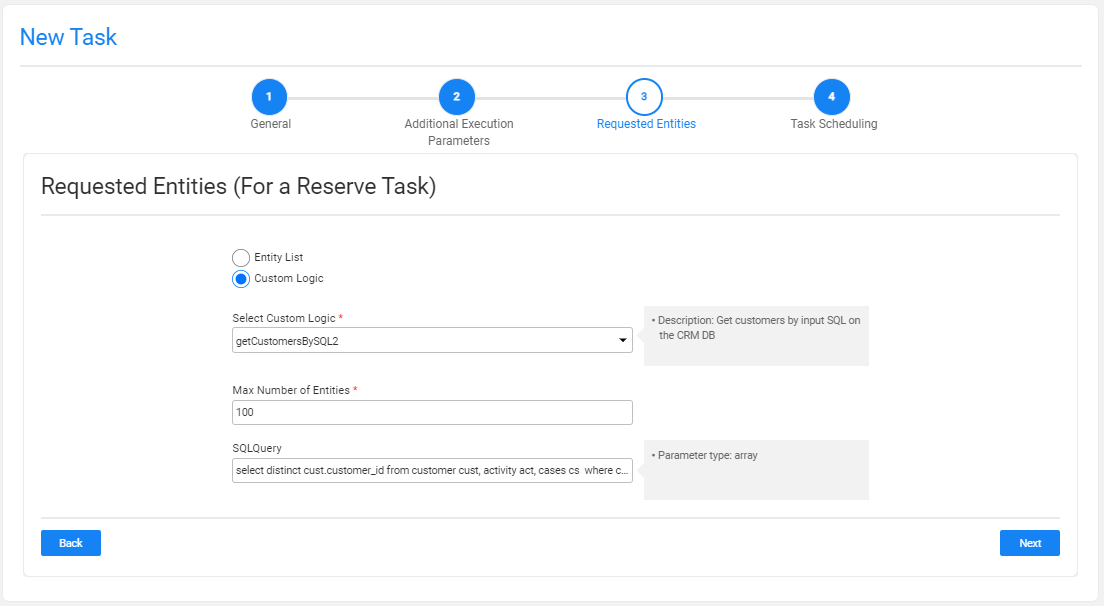 New Task
1
2
3
4
General
Additional Execution
Parameters
Requested Entities
Task Scheduling
Requested Entities (For a Reserve Task)
Entity List
Custom Logic
Select Custom Logic *
getCustomersBySQL2
• Description: Get customers by input SQL on
the CRM DB
Max Number of Entities *
100
SQLQuery
select distinct cust.customer_id from customer cust, activity act, cases cs  where c...
• Parameter type: array
Back
Next